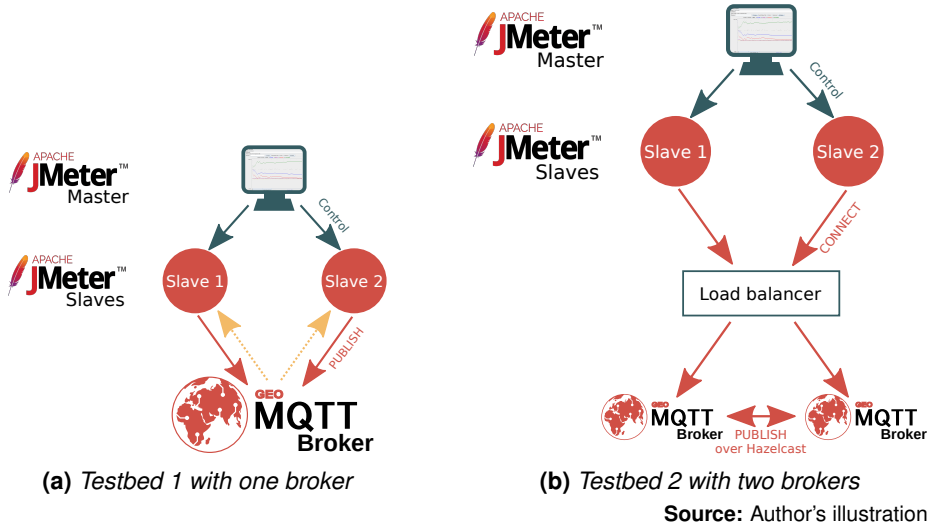 APACHE
JMeter™
Master
Control
APACHE
JMeter™
Slaves
Slave 1
Slave 2
PUBLISH
GEO
MQTT
Broker
(a) Testbed 1 with one broker
APACHE
JMeter™
Master
Control
APACHE
JMeter™
Slaves
Slave 1
Slave 2
CONNECT
Load balancer
GEO
MQTT
Broker
PUBLISH
over Hazelcast
GEO
MQTT
Broker
(b) Testbed 2 with two brokers
Source: Author's illustration